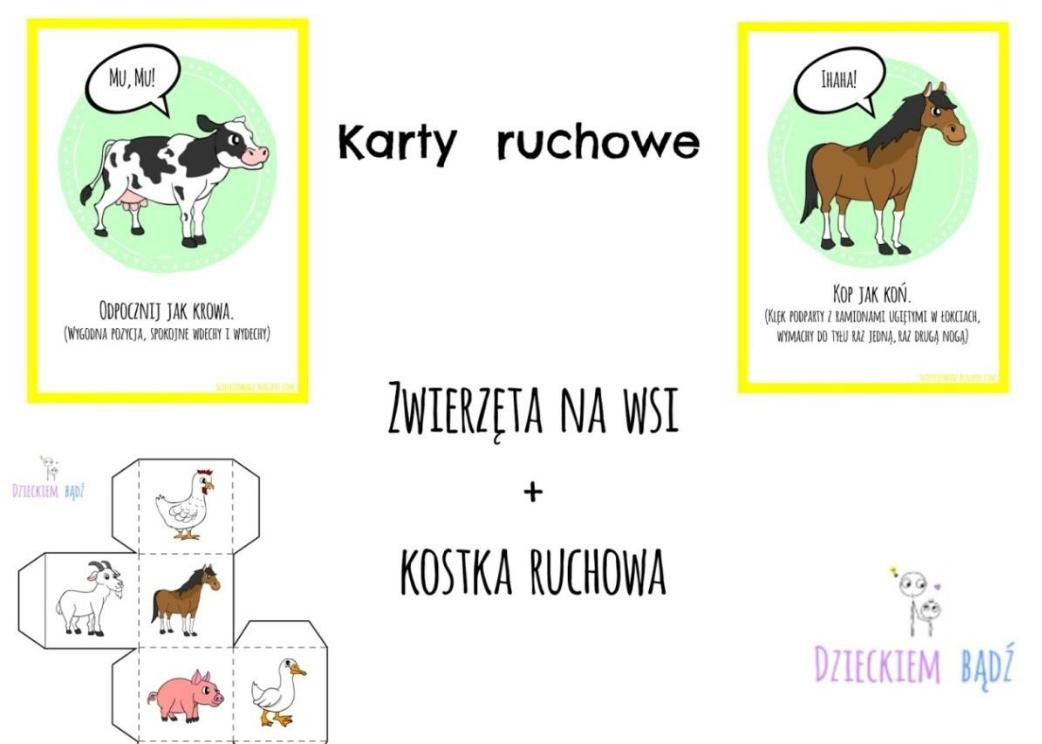 Mu, Mu!
Odpocznij jak krowa.
(Wygodna pozycja, spokojne wdechy i wydechy)
Karty ruchowe
Ihaha!
Kop jak koń.
(Klęk podparty z ramionami ugiętymi w łokciach,
wymachy do tyłu raz jedną, raz drugą nogą)
Zwierzęta na wsi
+
kostka ruchowa
Dzieckiem bądź
Dzieckiem bądź